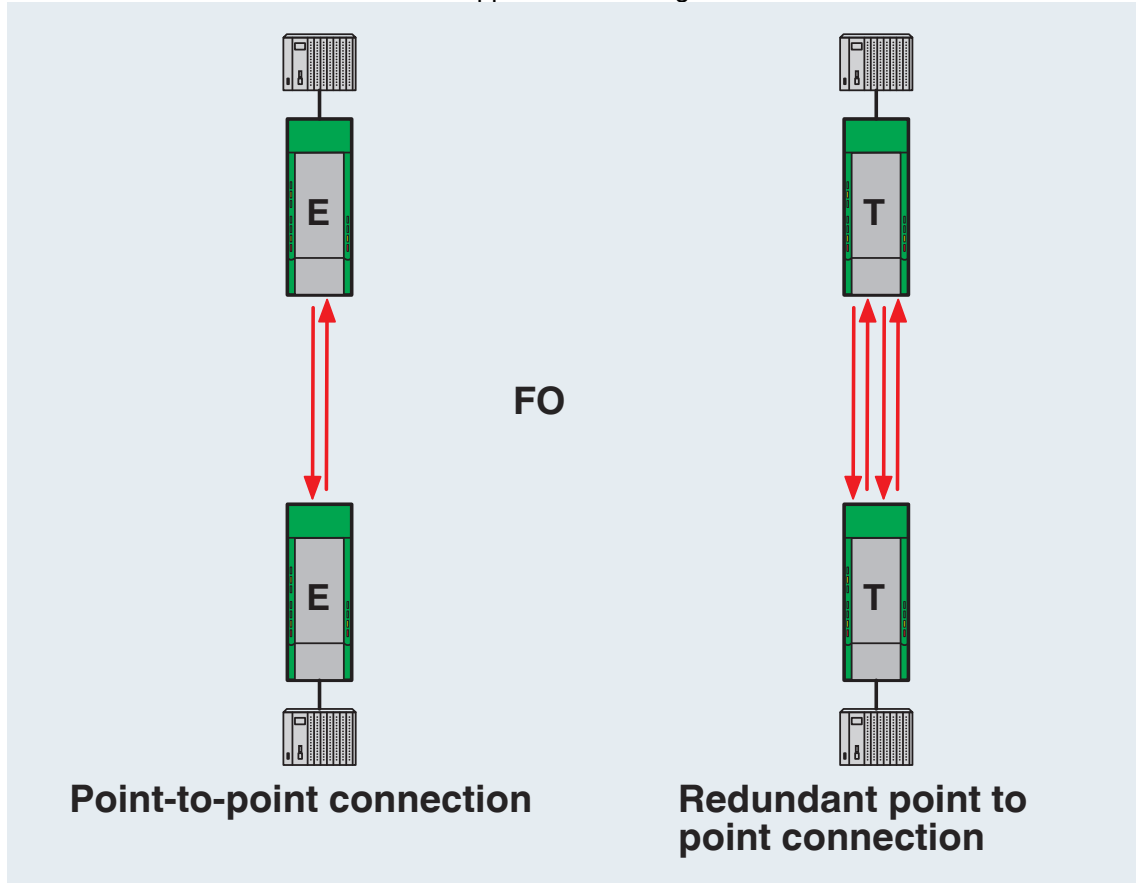 E
T
FO
E
T
Point-to-point connection
Redundant point to
point connection